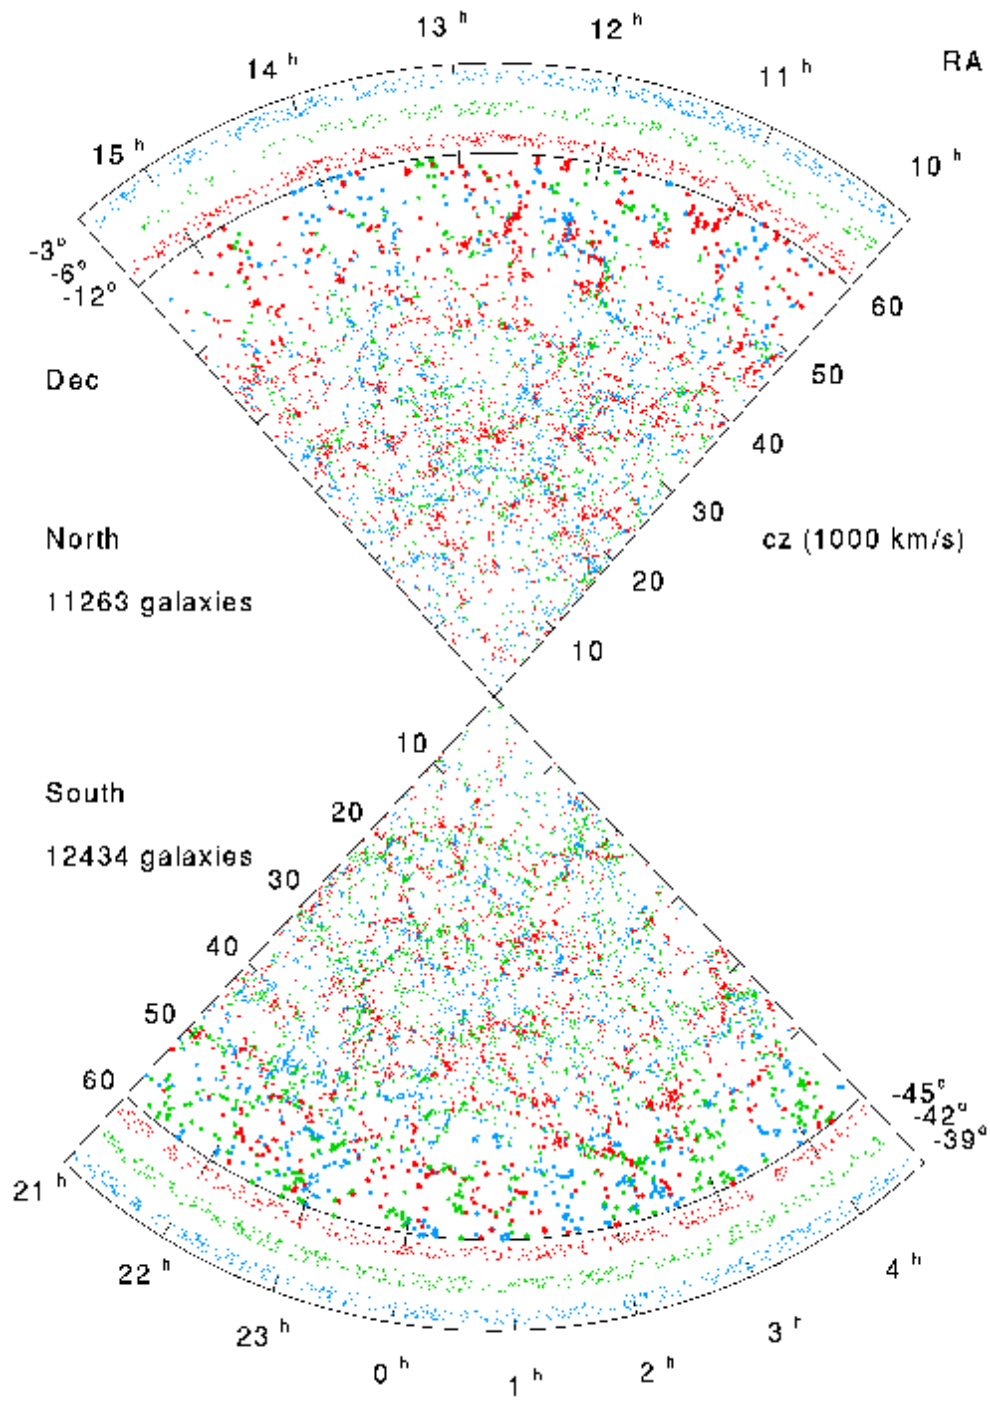 13 h
12 h
14 h
11 h
RA
15 h
10 h
-3°
-6°
-12°
60
Dec
50
40
30
North
cz (1000 km/s)
20
11263 galaxies
10
10
South
20
12434 galaxies
30
40
50
60
-45°
-42°
-39°
21 h
22 h
4 h
23 h
3 h
0 h
2 h
1 h